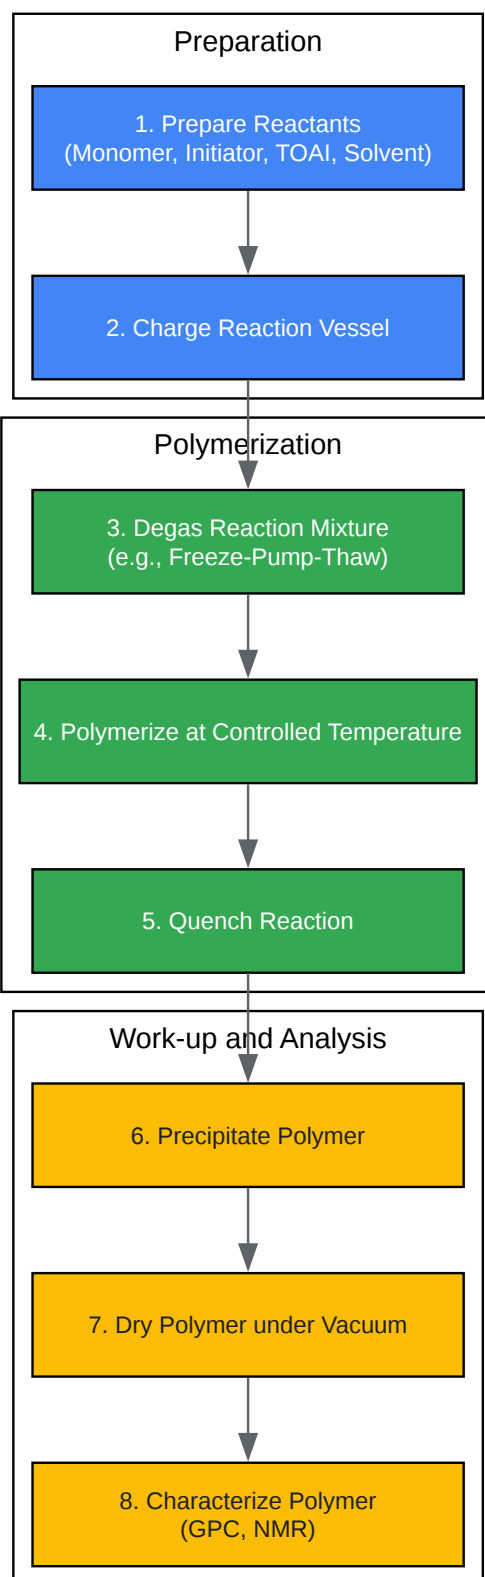 Preparation
1. Prepare Reactants
(Monomer, Initiator, TOAI, Solvent)
2. Charge Reaction Vessel
Polymerization
3. Degas Reaction Mixture
(e.g., Freeze-Pump-Thaw)
4. Polymerize at Controlled Temperature
5. Quench Reaction
Work-up and Analysis
6. Precipitate Polymer
7. Dry Polymer under Vacuum
8. Characterize Polymer
(GPC, NMR)